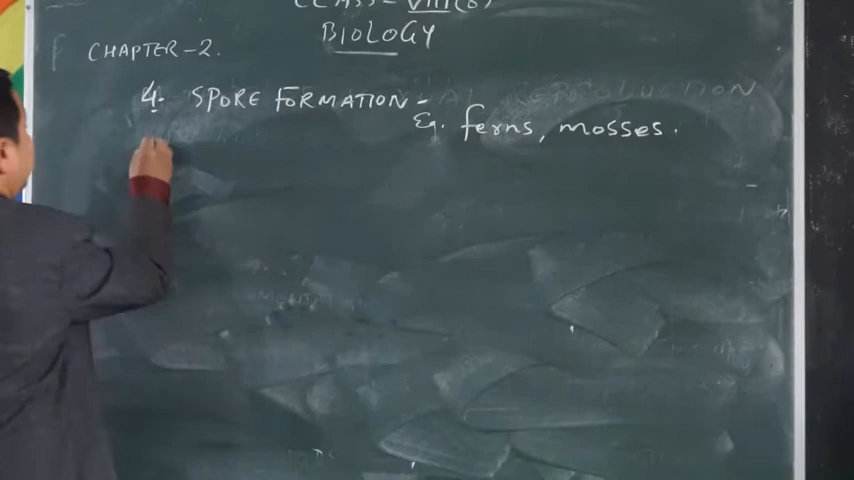 CLASS - VIII (B)
BIOLOGY
CHAPTER - 2.
4. SPORE FORMATION -
Eg. ferns, mosses.